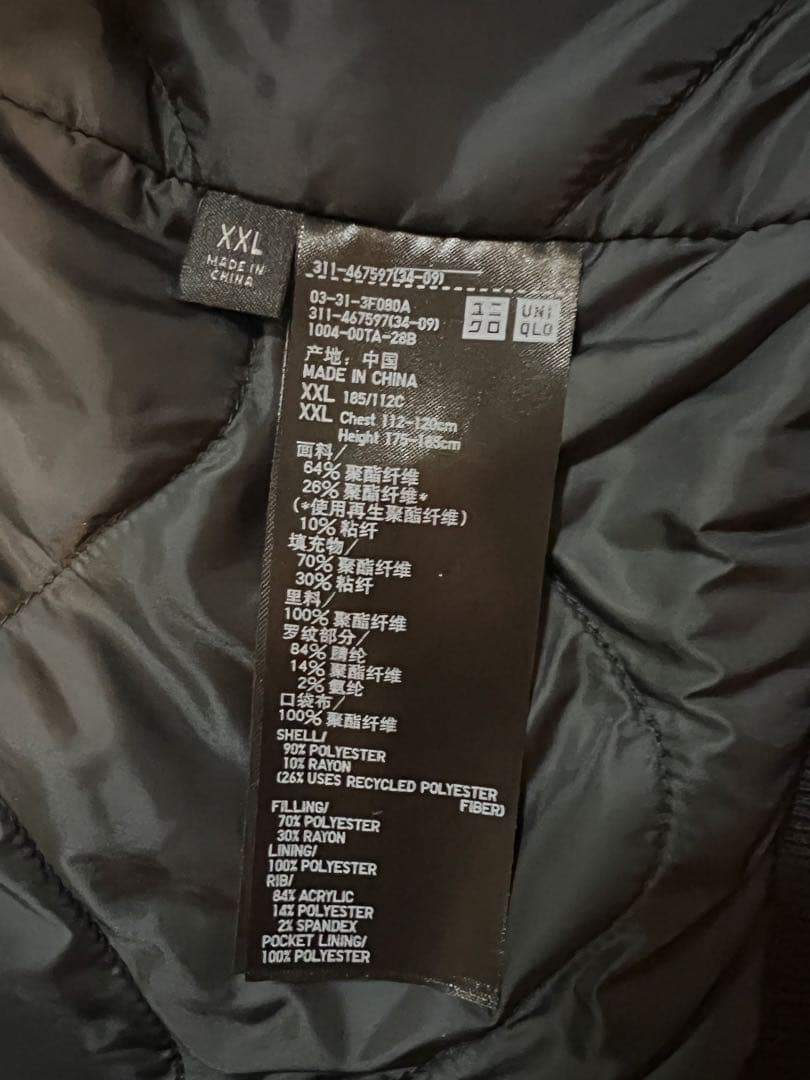 XXL
MADE IN
CHINA
311-467597(34-09)
03-31-3F080A
311-467597(34-09)
1004-00TA-28B
ユニ
クロ
UNI
QLO
产地：中国
MADE IN CHINA
XXL 185/112C
XXL Chest 112-120cm
Height 175-185cm
面料/
64% 聚酯纤维
26% 聚酯纤维*
(*使用再生聚酯纤维)
10% 粘纤
填充物/
70% 聚酯纤维
30% 粘纤
里料/
100% 聚酯纤维
罗纹部分/
84% 腈纶
14% 聚酯纤维
2% 氨纶
口袋布/
100% 聚酯纤维
SHELL/
90% POLYESTER
10% RAYON
(26% USES RECYCLED POLYESTER
FIBER)
FILLING/
70% POLYESTER
30% RAYON
LINING/
100% POLYESTER
RIB/
84% ACRYLIC
14% POLYESTER
2% SPANDEX
POCKET LINING/
100% POLYESTER